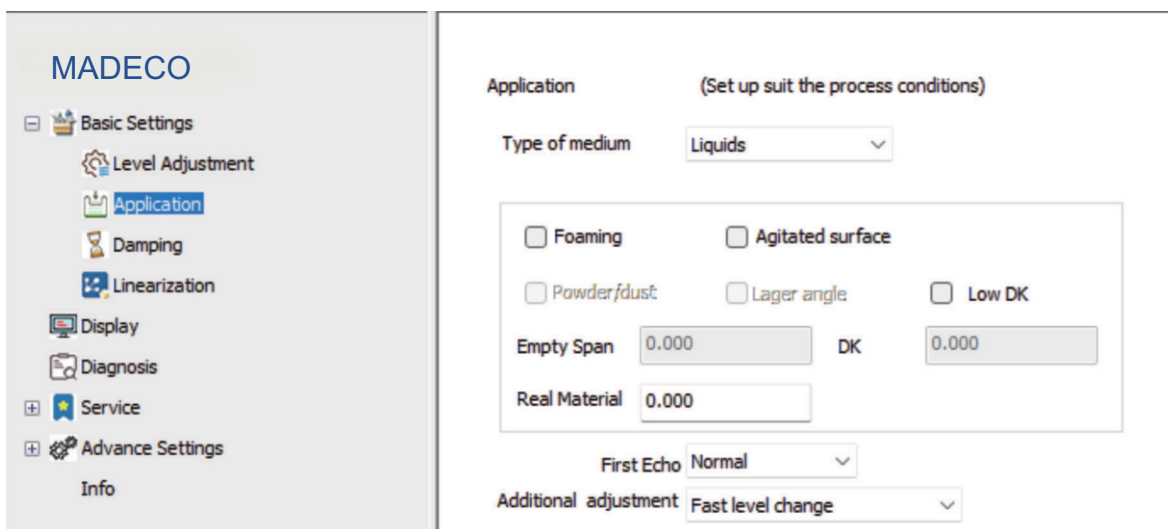 MADECO
Basic Settings
Level Adjustment
Application
Damping
Linearization
Display
Diagnosis
Service
Advance Settings
Info
Application (Set up suit the process conditions)
Type of medium Liquids
Foaming Agitated surface
Powder/dust Lager angle Low DK
Empty Span 0.000 DK 0.000
Real Material 0.000
First Echo Normal
Additional adjustment Fast level change